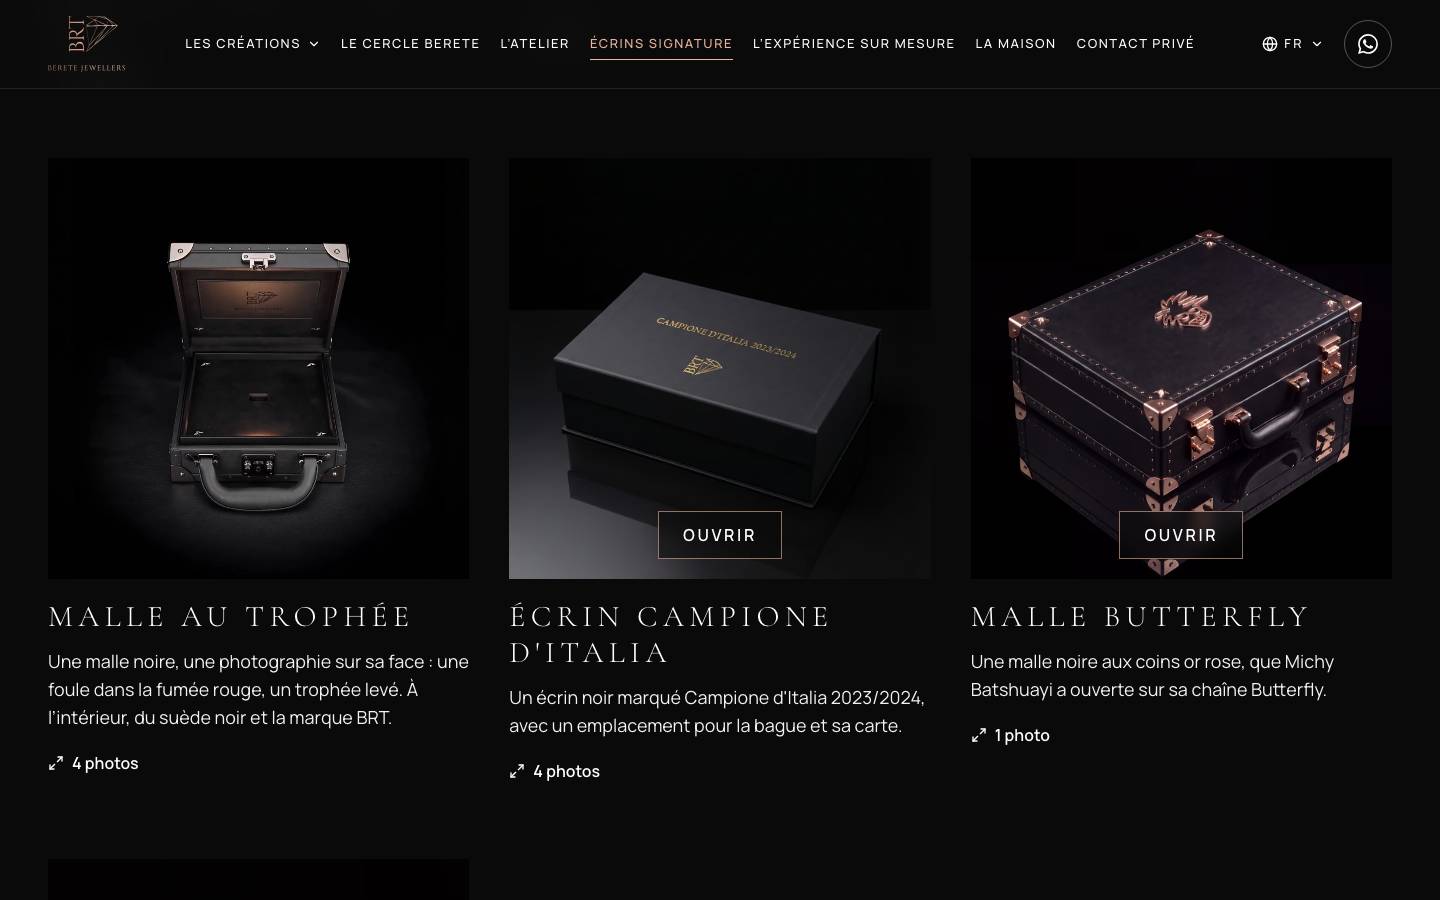 BRT
BERETE JEWELLERS
LES CRÉATIONS
LE CERCLE BERETE
L'ATELIER
ÉCRINS SIGNATURE
L'EXPÉRIENCE SUR MESURE
LA MAISON
CONTACT PRIVÉ
FR
BRT
CAMPIONE D'ITALIA 2023/2024
BRT
OUVRIR
OUVRIR
MALLE AU TROPHÉE
Une malle noire, une photographie sur sa face : une
foule dans la fumée rouge, un trophée levé. À
l'intérieur, du suède noir et la marque BRT.
4 photos
ÉCRIN CAMPIONE
D'ITALIA
Un écrin noir marqué Campione d'Italia 2023/2024,
avec un emplacement pour la bague et sa carte.
4 photos
MALLE BUTTERFLY
Une malle noire aux coins or rose, que Michy
Batshuayi a ouverte sur sa chaîne Butterfly.
1 photo